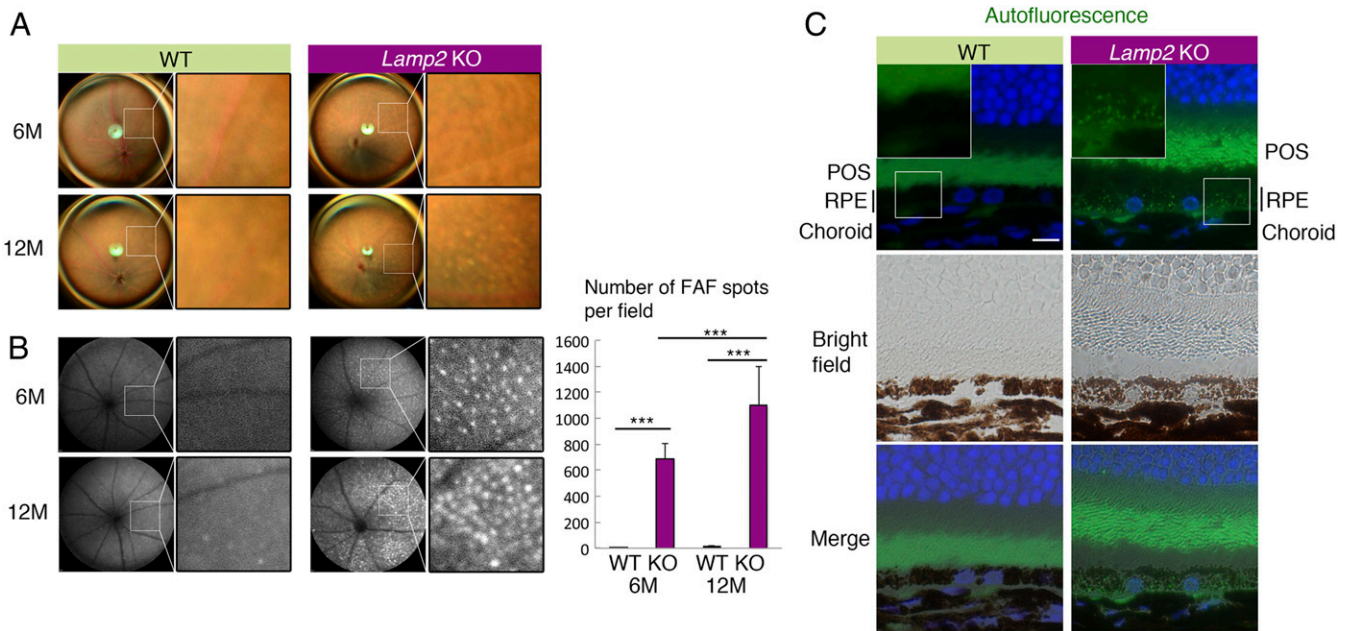 A
WT
Lamp2 KO
6M
12M
B
6M
12M
Number of FAF spots
per field
1600
1400
1200
1000
800
600
400
200
0
***
***
***
WT KO WT KO
6M 12M
C
Autofluorescence
WT
Lamp2 KO
POS
RPE
Choroid
POS
RPE
Choroid
Bright
field
Merge